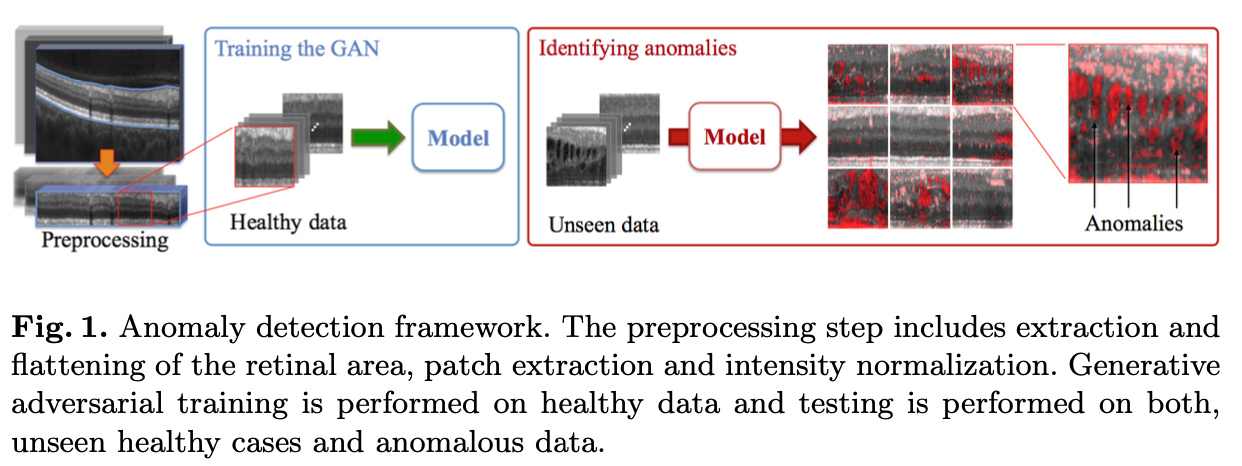 Training the GAN
Identifying anomalies
Model
Model
Healthy data
Unseen data
Anomalies
Preprocessing
Fig. 1. Anomaly detection framework. The preprocessing step includes extraction and
flattening of the retinal area, patch extraction and intensity normalization. Generative
adversarial training is performed on healthy data and testing is performed on both,
unseen healthy cases and anomalous data.